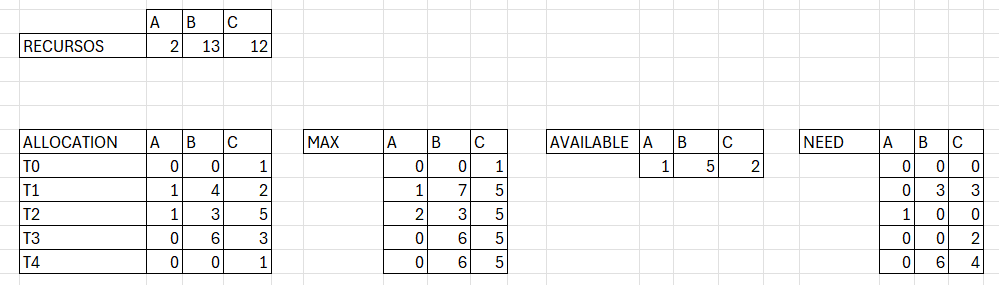 A B C
RECURSOS 2 13 12
ALLOCATION A B C MAX A B C AVAILABLE A B C NEED A B C
T0 0 0 1 0 0 1 1 5 2 0 0 0
T1 1 4 2 1 7 5 0 3 3
T2 1 3 5 2 3 5 1 0 0
T3 0 6 3 0 6 5 0 0 2
T4 0 0 1 0 6 5 0 6 4